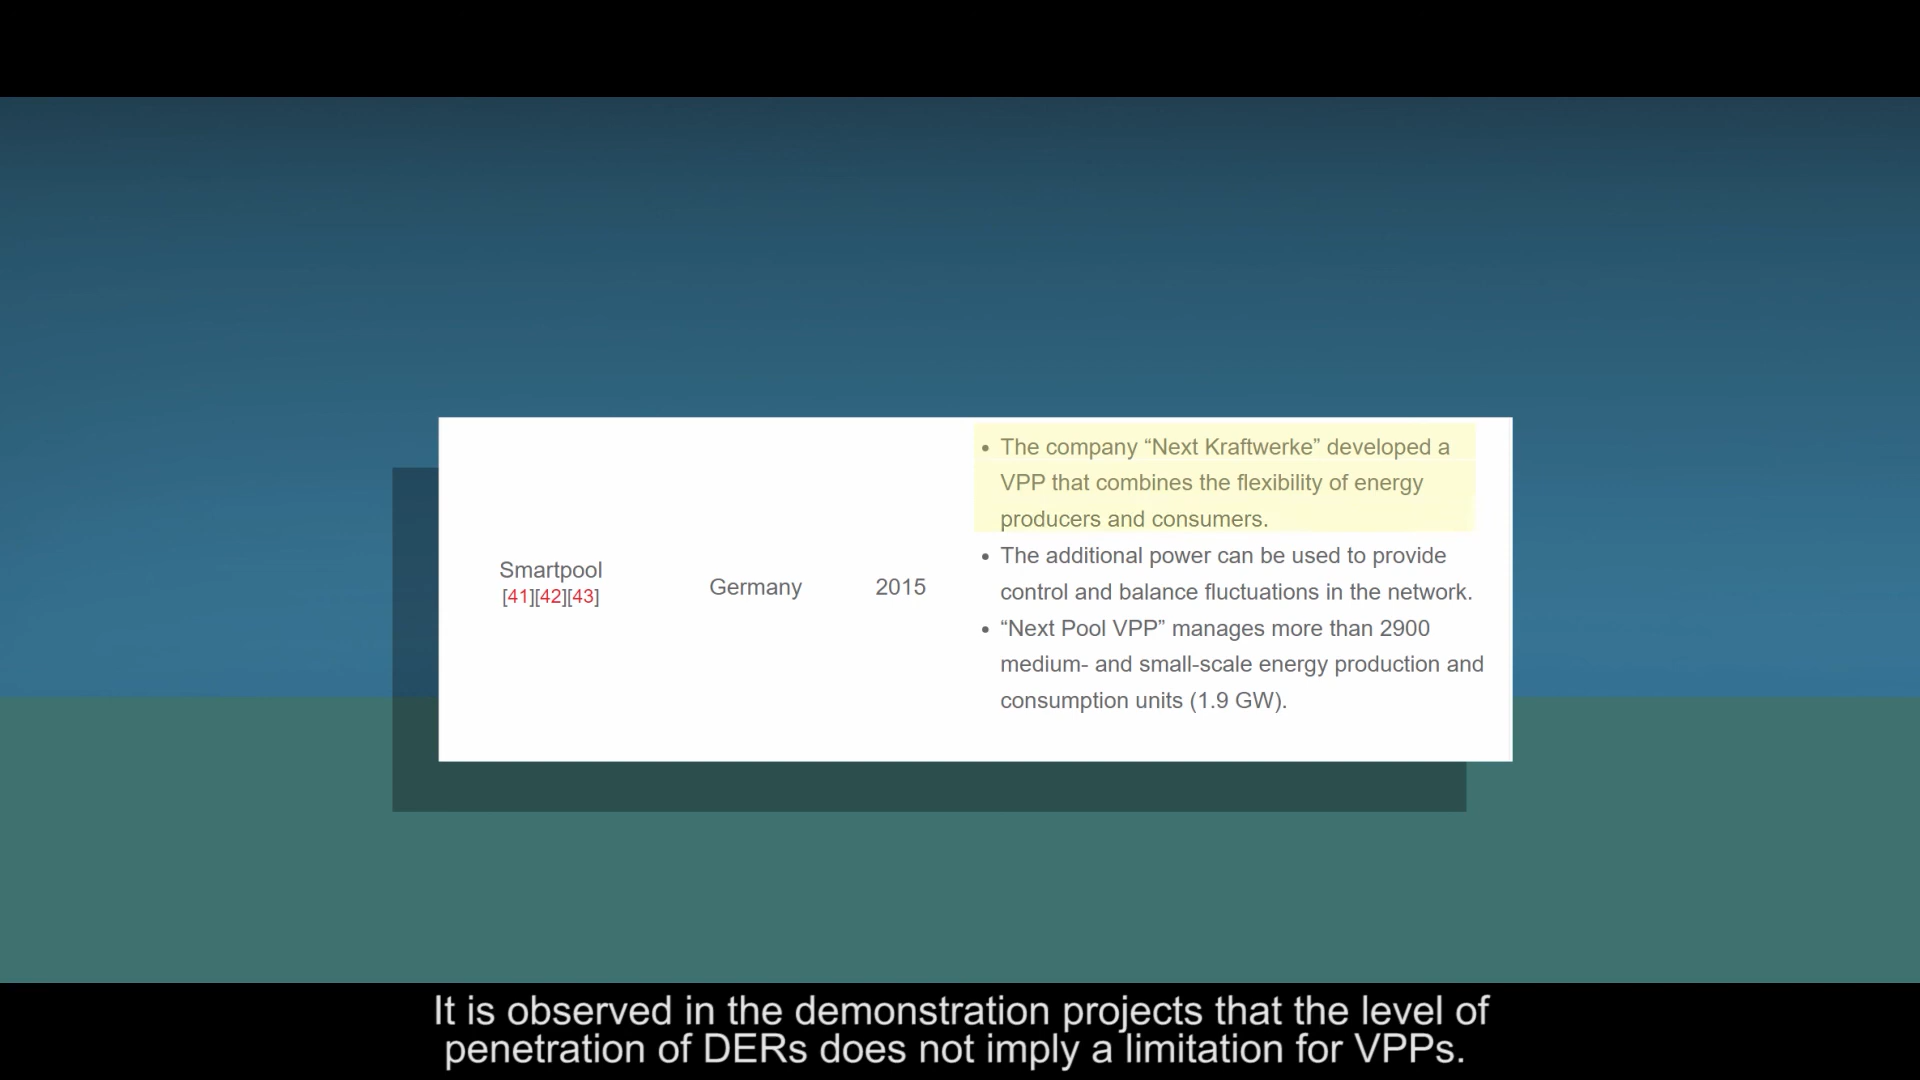 Smartpool
[41][42][43]
Germany
2015
• The company “Next Kraftwerke” developed a
VPP that combines the flexibility of energy
producers and consumers.
• The additional power can be used to provide
control and balance fluctuations in the network.
• “Next Pool VPP” manages more than 2900
medium- and small-scale energy production and
consumption units (1.9 GW).
It is observed in the demonstration projects that the level of
penetration of DERs does not imply a limitation for VPPs.